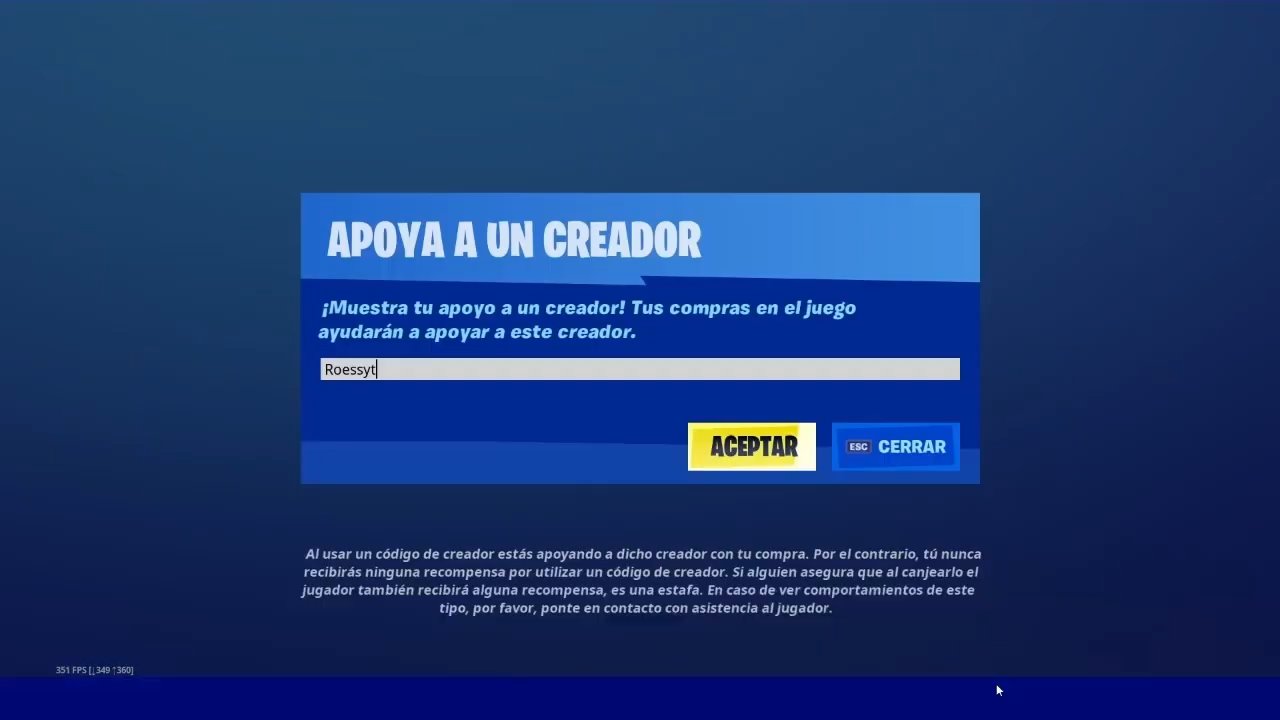 APOYA A UN CREADOR
¡Muestra tu apoyo a un creador! Tus compras en el juego
ayudarán a apoyar a este creador.
Roessyt
ACEPTAR
ESC CERRAR
Al usar un código de creador estás apoyando a dicho creador con tu compra. Por el contrario, tú nunca
recibirás ninguna recompensa por utilizar un código de creador. Si alguien asegura que al canjearlo el
jugador también recibirá alguna recompensa, es una estafa. En caso de ver comportamientos de este
tipo, por favor, ponte en contacto con asistencia al jugador.
351 FPS [↓349 ↑360]